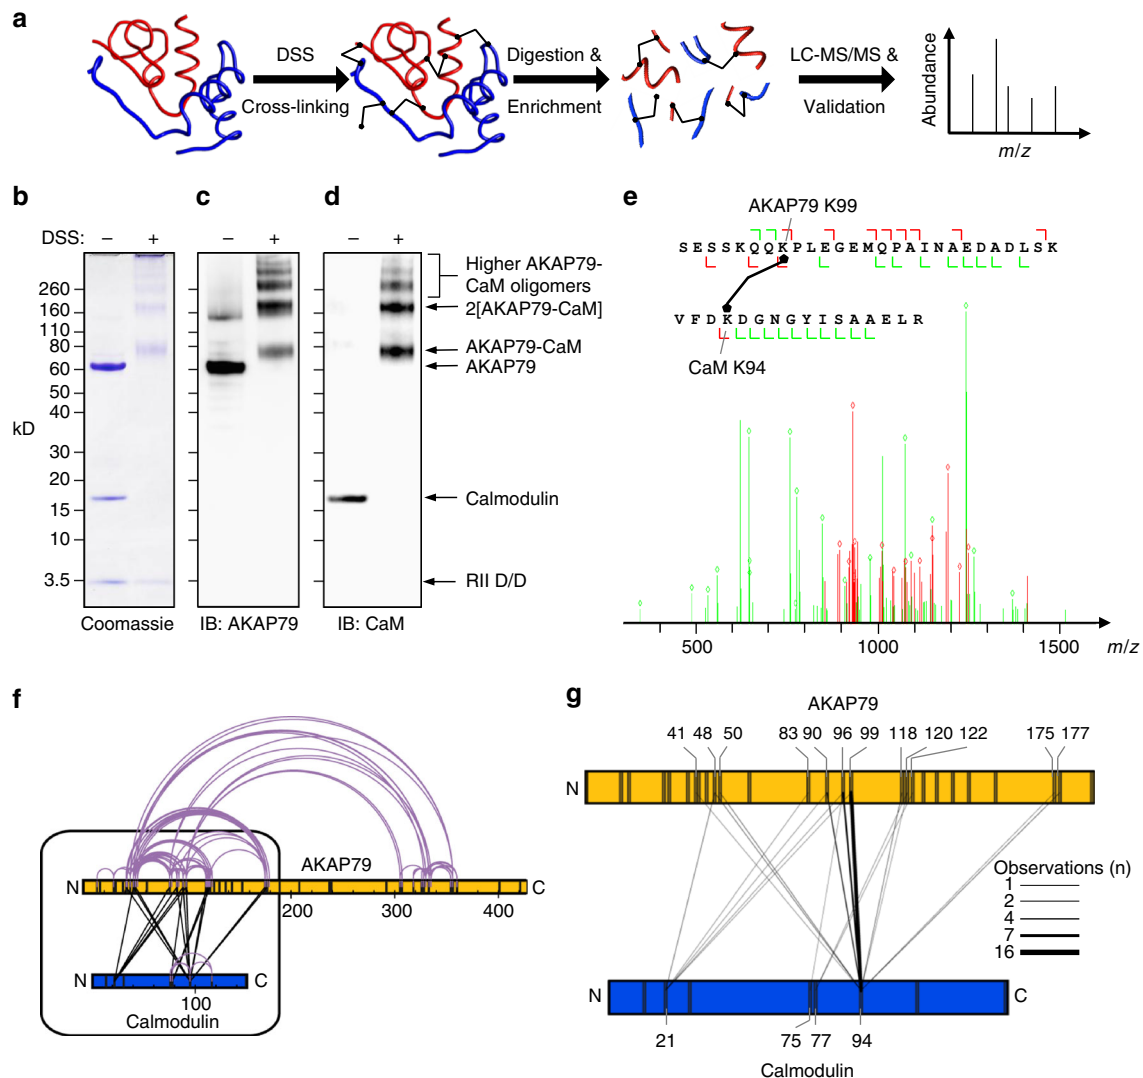 a
DSS
Cross-linking
Digestion &
Enrichment
LC-MS/MS &
Validation
Abundance
m/z
b
c
d
DSS:
– +
– +
– +
260
160
110
80
60
50
40
30
20
15
10
3.5
kD
Coomassie
IB: AKAP79
IB: CaM
Higher AKAP79-
CaM oligomers
2[AKAP79-CaM]
AKAP79-CaM
AKAP79
Calmodulin
RII D/D
e
AKAP79 K99
SESSKQQKPLEGEMQPAINAEDADLSK
VFDKDGNGYISAAELR
CaM K94
500 1000 1500 m/z
f
AKAP79
N C
200 300 400
N C
100
Calmodulin
g
AKAP79
41 48 50 83 90 96 99 118 120 122 175 177
N
Observations (n)
1
2
4
7
16
N C
21 75 77 94
Calmodulin